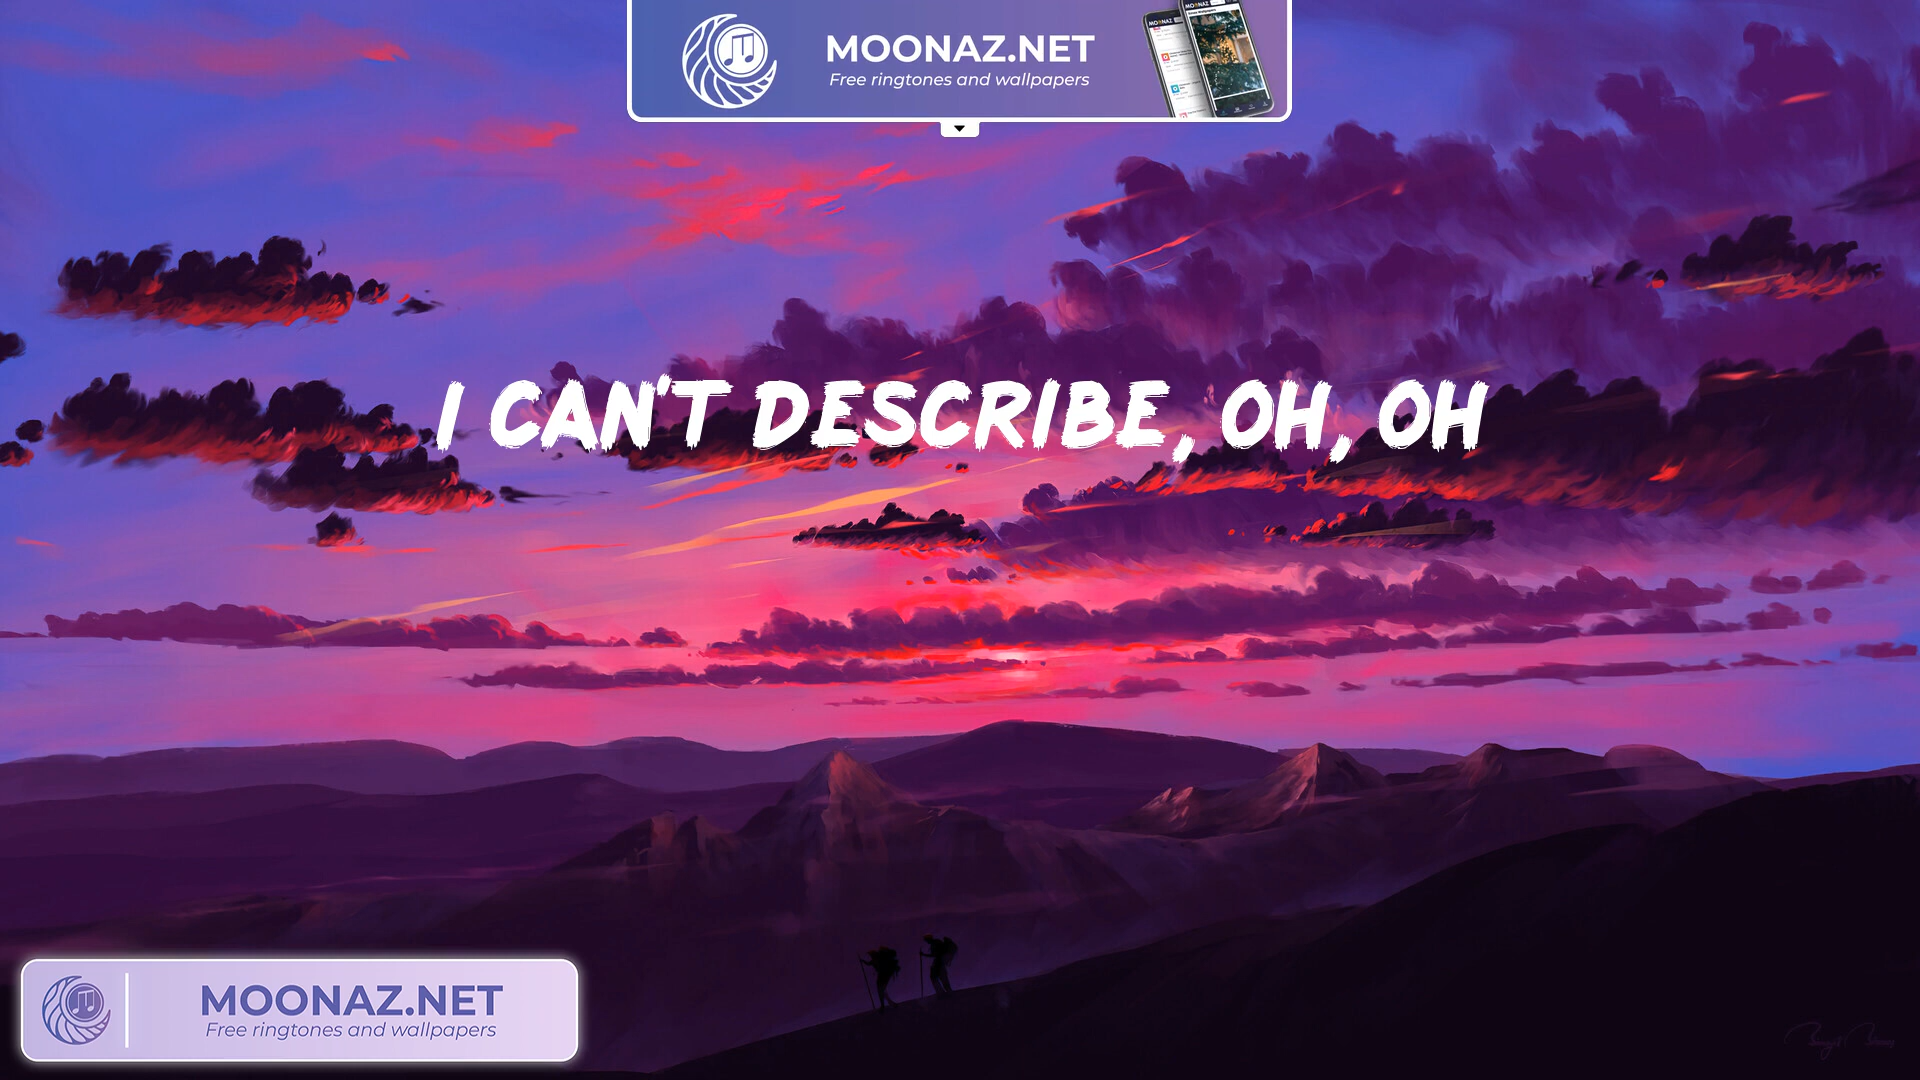 MOONAZ.NET
Free ringtones and wallpapers
I CAN'T DESCRIBE, OH, OH
MOONAZ.NET
Free ringtones and wallpapers